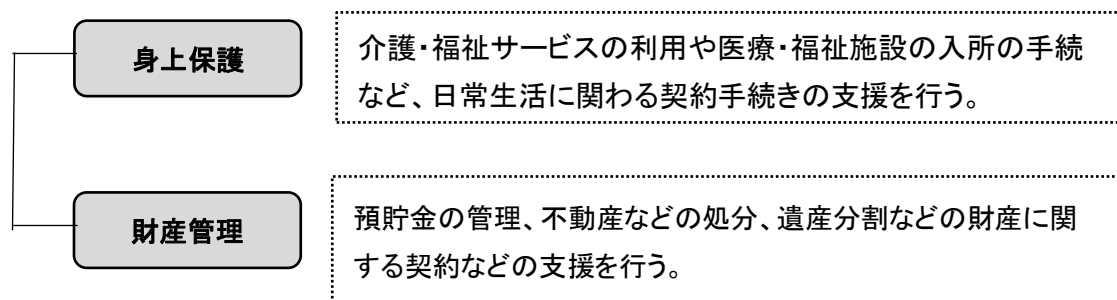 身上保護
介護・福祉サービスの利用や医療・福祉施設の入所の手続
など、日常生活に関わる契約手続きの支援を行う。
財産管理
預貯金の管理、不動産などの処分、遺産分割などの財産に関
する契約などの支援を行う。